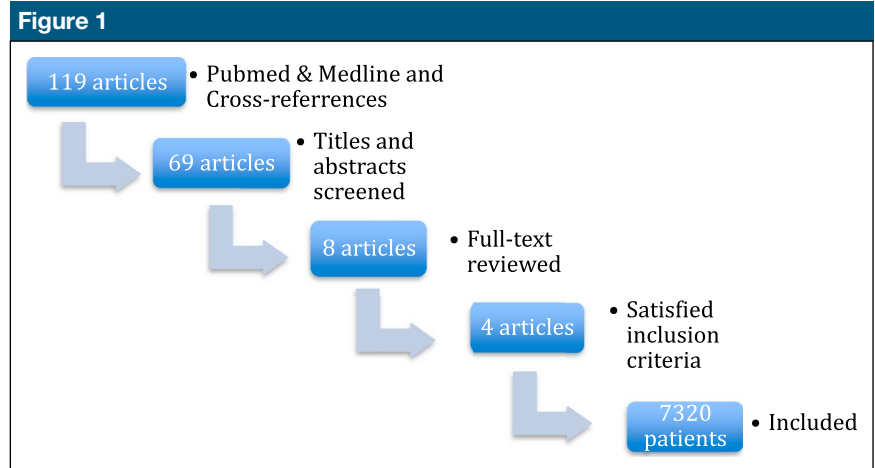 Figure 1
119 articles
• Pubmed & Medline and
Cross-referrences
69 articles
• Titles and
abstracts
screened
8 articles
• Full-text
reviewed
4 articles
• Satisfied
inclusion
criteria
7320
patients
• Included